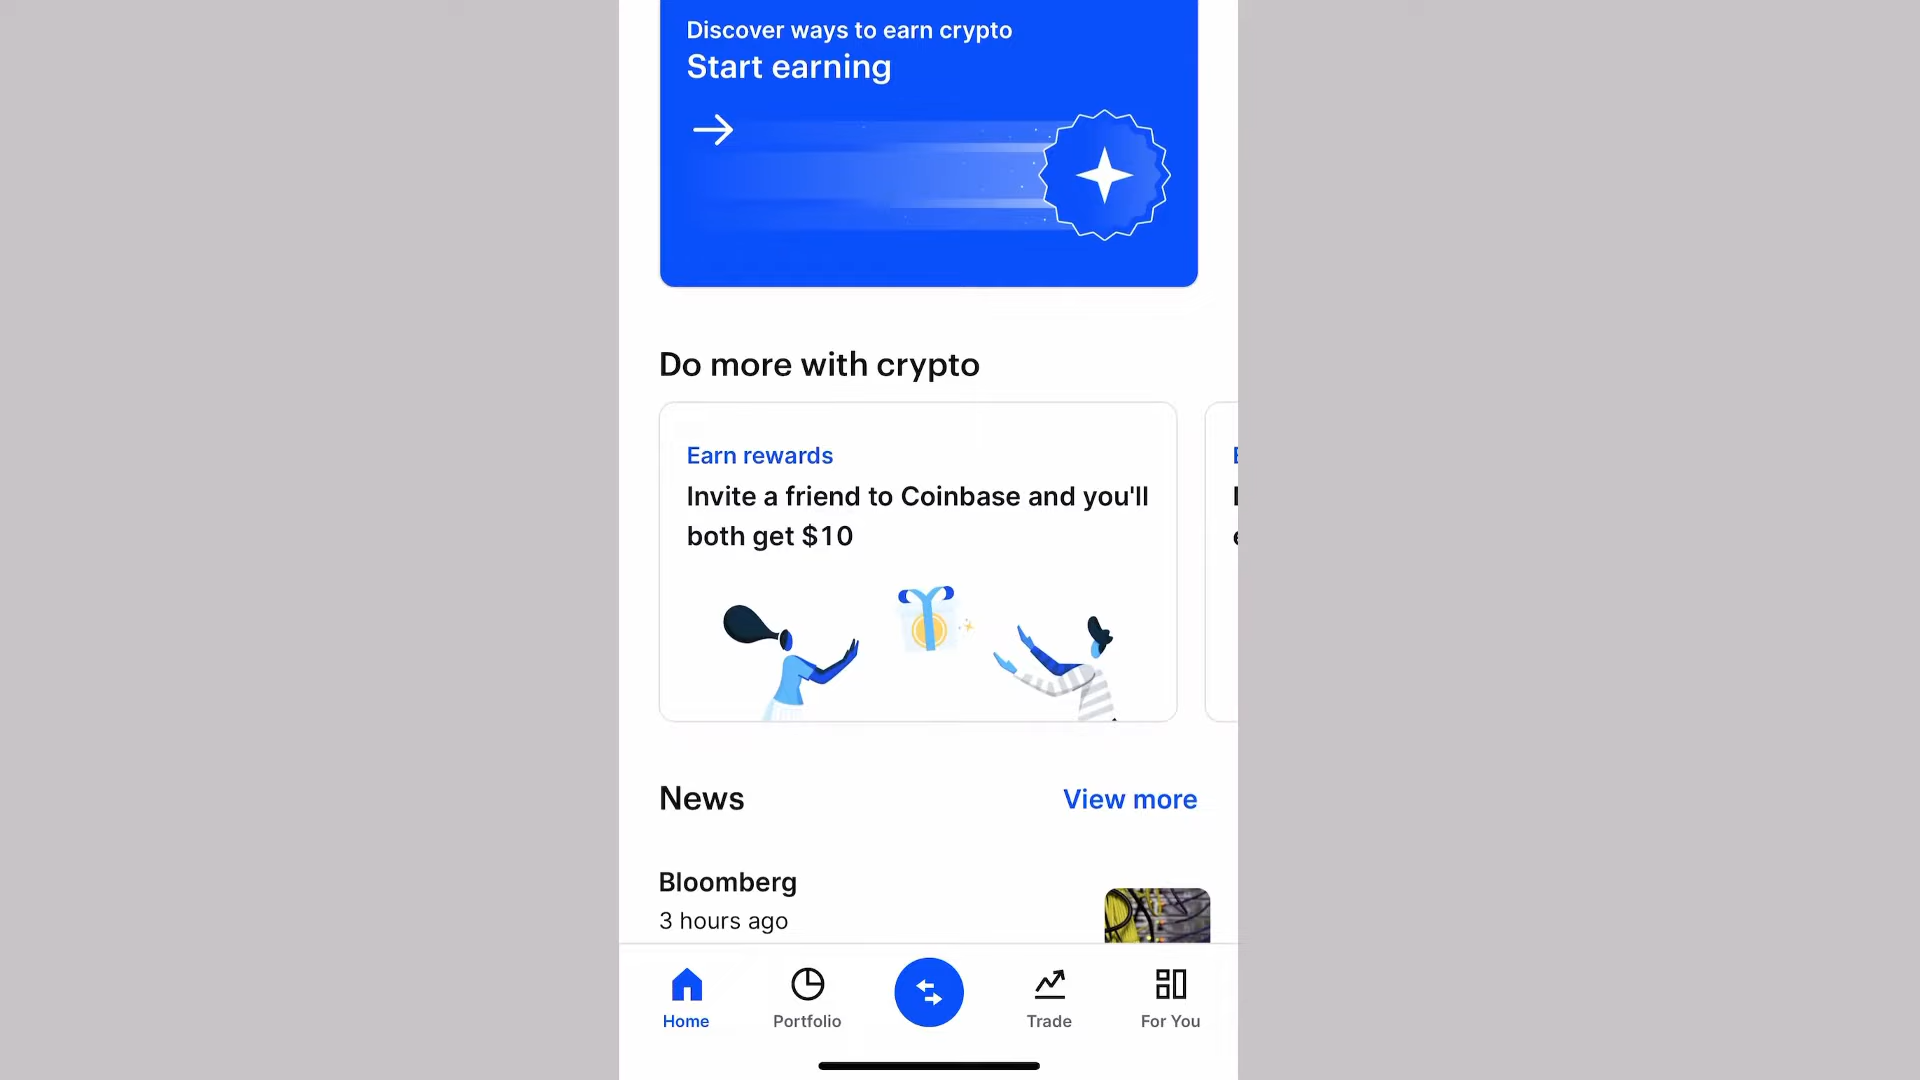 Discover ways to earn crypto
Start earning
Do more with crypto
Earn rewards
Invite a friend to Coinbase and you'll
both get $10
News
View more
Bloomberg
3 hours ago
Home
Portfolio
Trade
For You